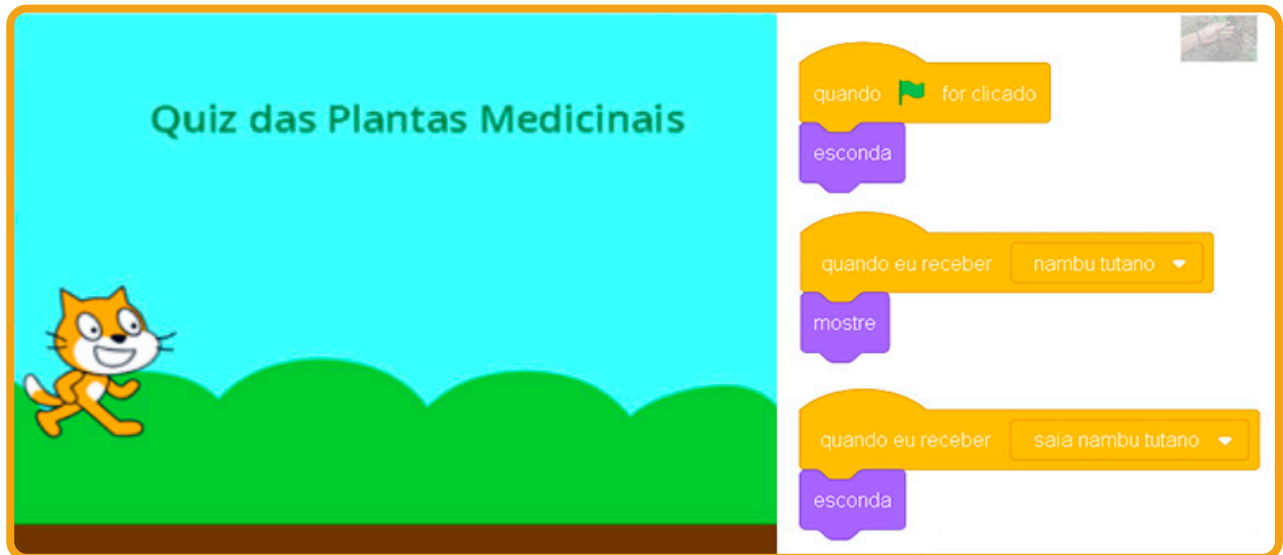 Quiz das Plantas Medicinais
quando for clicado
esconda
quando eu receber nambu tutano
mostre
quando eu receber saia nambu tutano
esconda